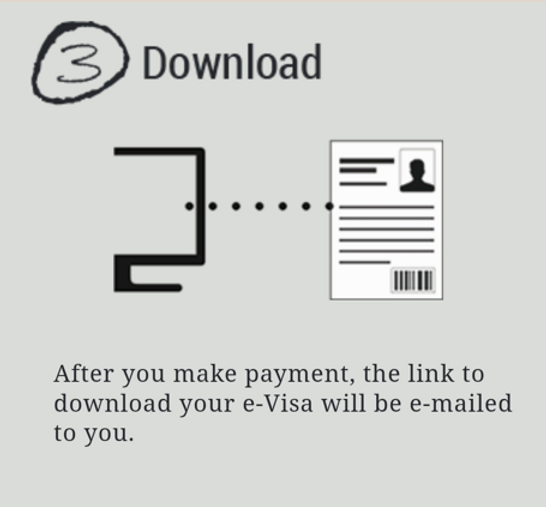 3 Download
After you make payment, the link to
download your e-Visa will be e-mailed
to you.